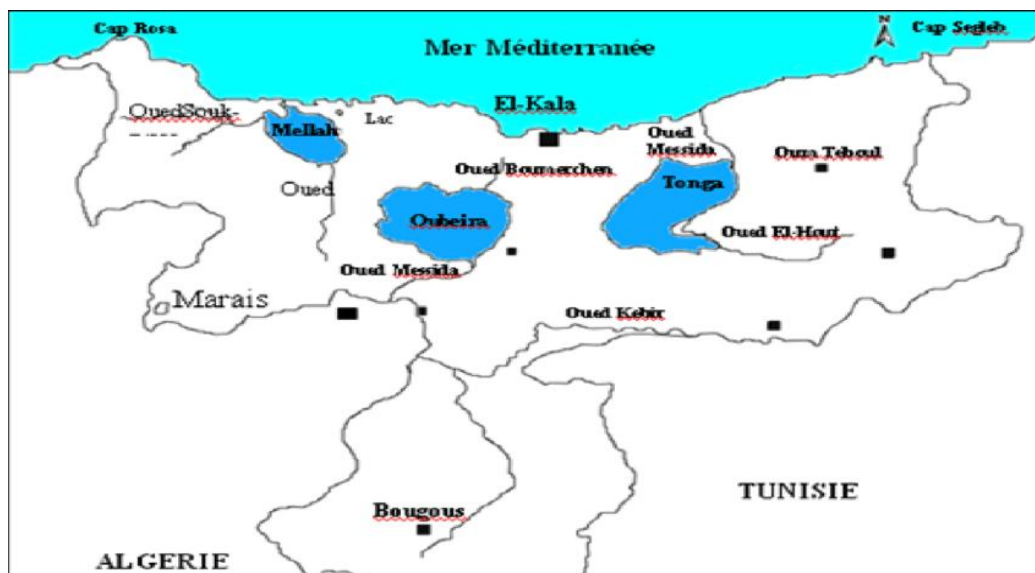 Cap Rosa
N
Cap Segleb
Mer Méditerranée
El-Kala
OuedSouk-
Lac
Mellah
Oued
Messida
Oum Teboul
Oued Boumerchen
Oued
Tonga
Oubeira
Oued El-Hout
Oued Messida
Marais
Oued Kebir
TUNISIE
Bougous
ALGERIE